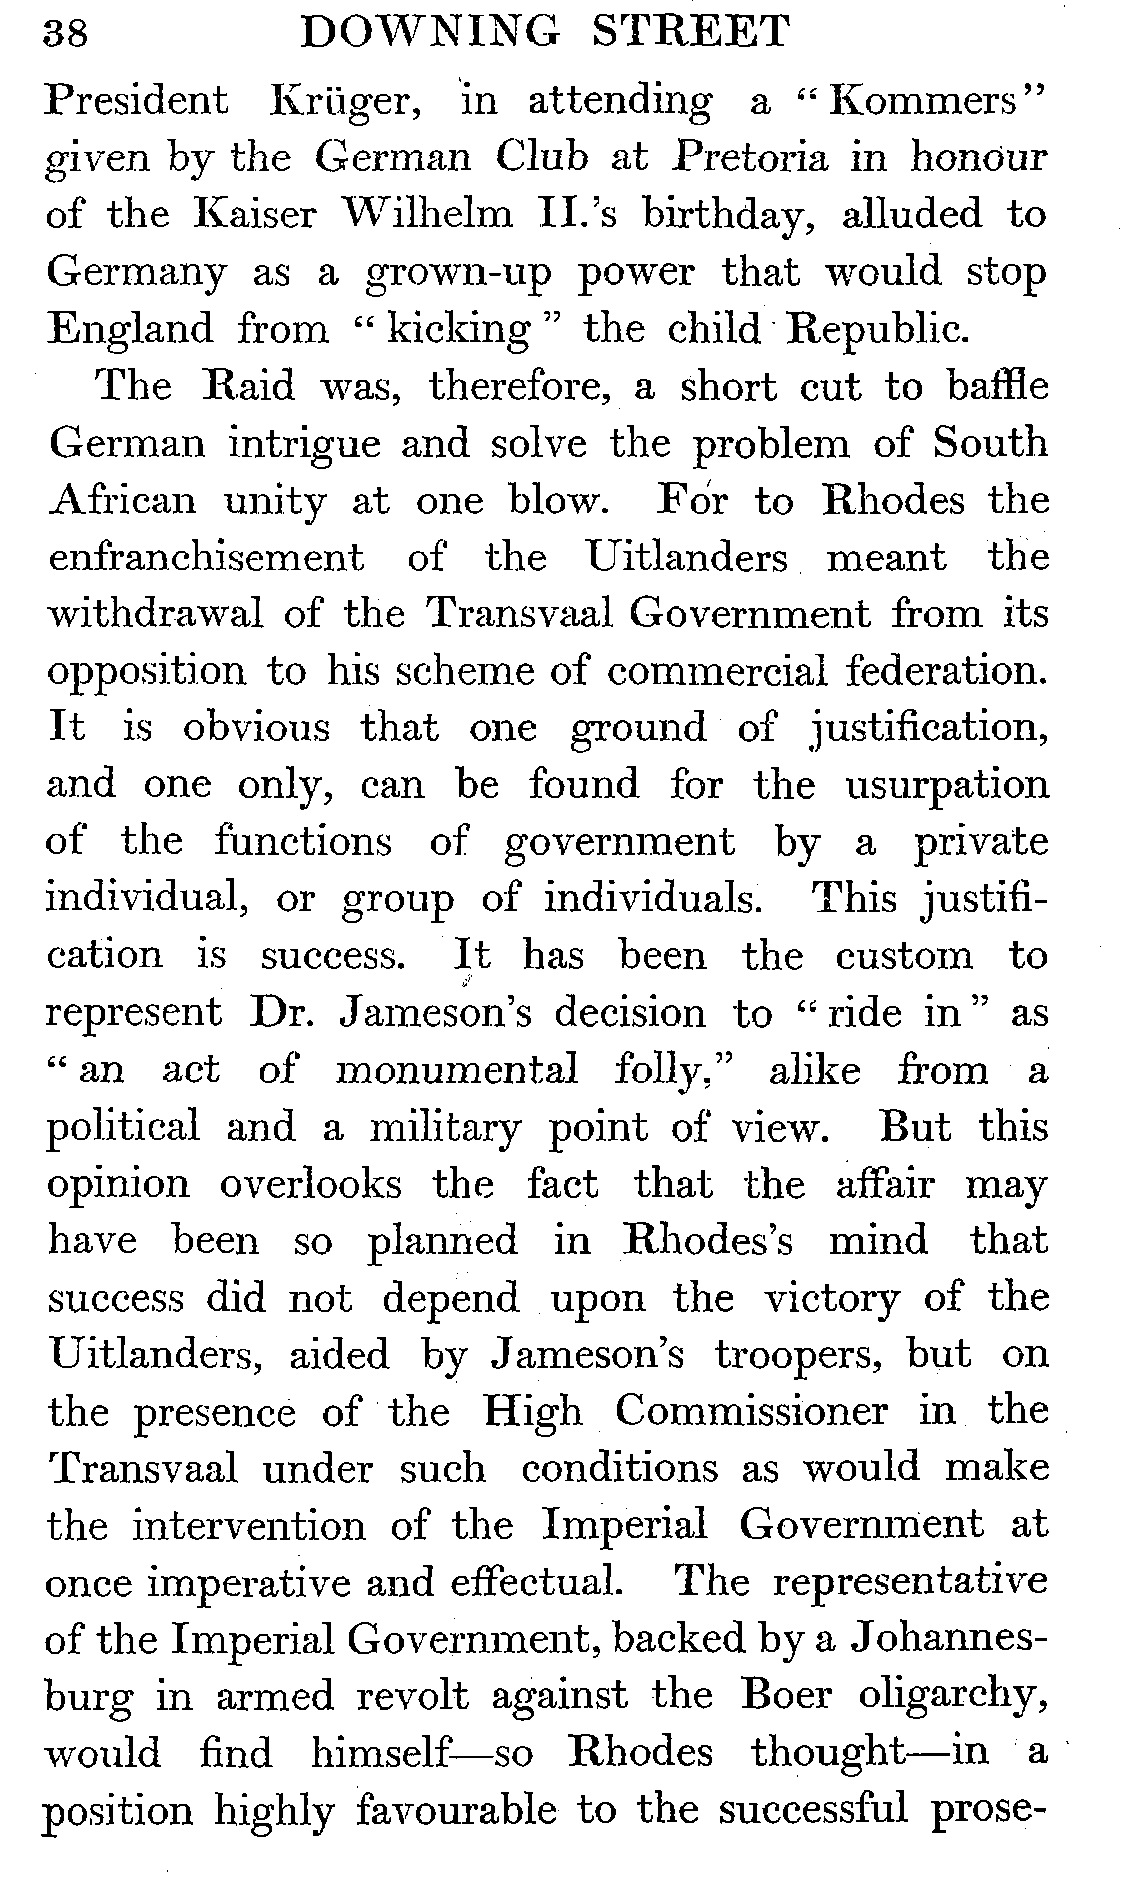 38 DOWNING STREET
President Krüger, in attending a “Kommers”
given by the German Club at Pretoria in honour
of the Kaiser Wilhelm II.’s birthday, alluded to
Germany as a grown-up power that would stop
England from “kicking” the child Republic.
The Raid was, therefore, a short cut to baffle
German intrigue and solve the problem of South
African unity at one blow. For to Rhodes the
enfranchisement of the Uitlanders meant the
withdrawal of the Transvaal Government from its
opposition to his scheme of commercial federation.
It is obvious that one ground of justification,
and one only, can be found for the usurpation
of the functions of government by a private
individual, or group of individuals. This justifi-
cation is success. It has been the custom to
represent Dr. Jameson’s decision to “ride in” as
“an act of monumental folly,” alike from a
political and a military point of view. But this
opinion overlooks the fact that the affair may
have been so planned in Rhodes’s mind that
success did not depend upon the victory of the
Uitlanders, aided by Jameson’s troopers, but on
the presence of the High Commissioner in the
Transvaal under such conditions as would make
the intervention of the Imperial Government at
once imperative and effectual. The representative
of the Imperial Government, backed by a Johannes-
burg in armed revolt against the Boer oligarchy,
would find himself—so Rhodes thought—in a
position highly favourable to the successful prose-